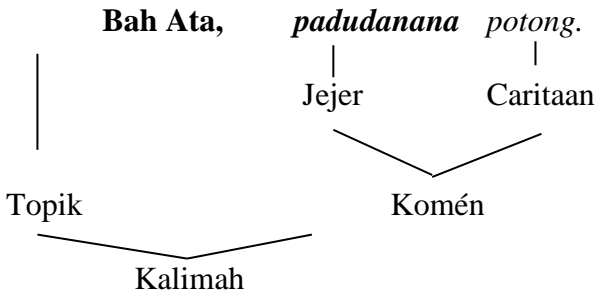 Bah Ata, padudanana potong.
Jejer Caritaan
Topik Komén
Kalimah